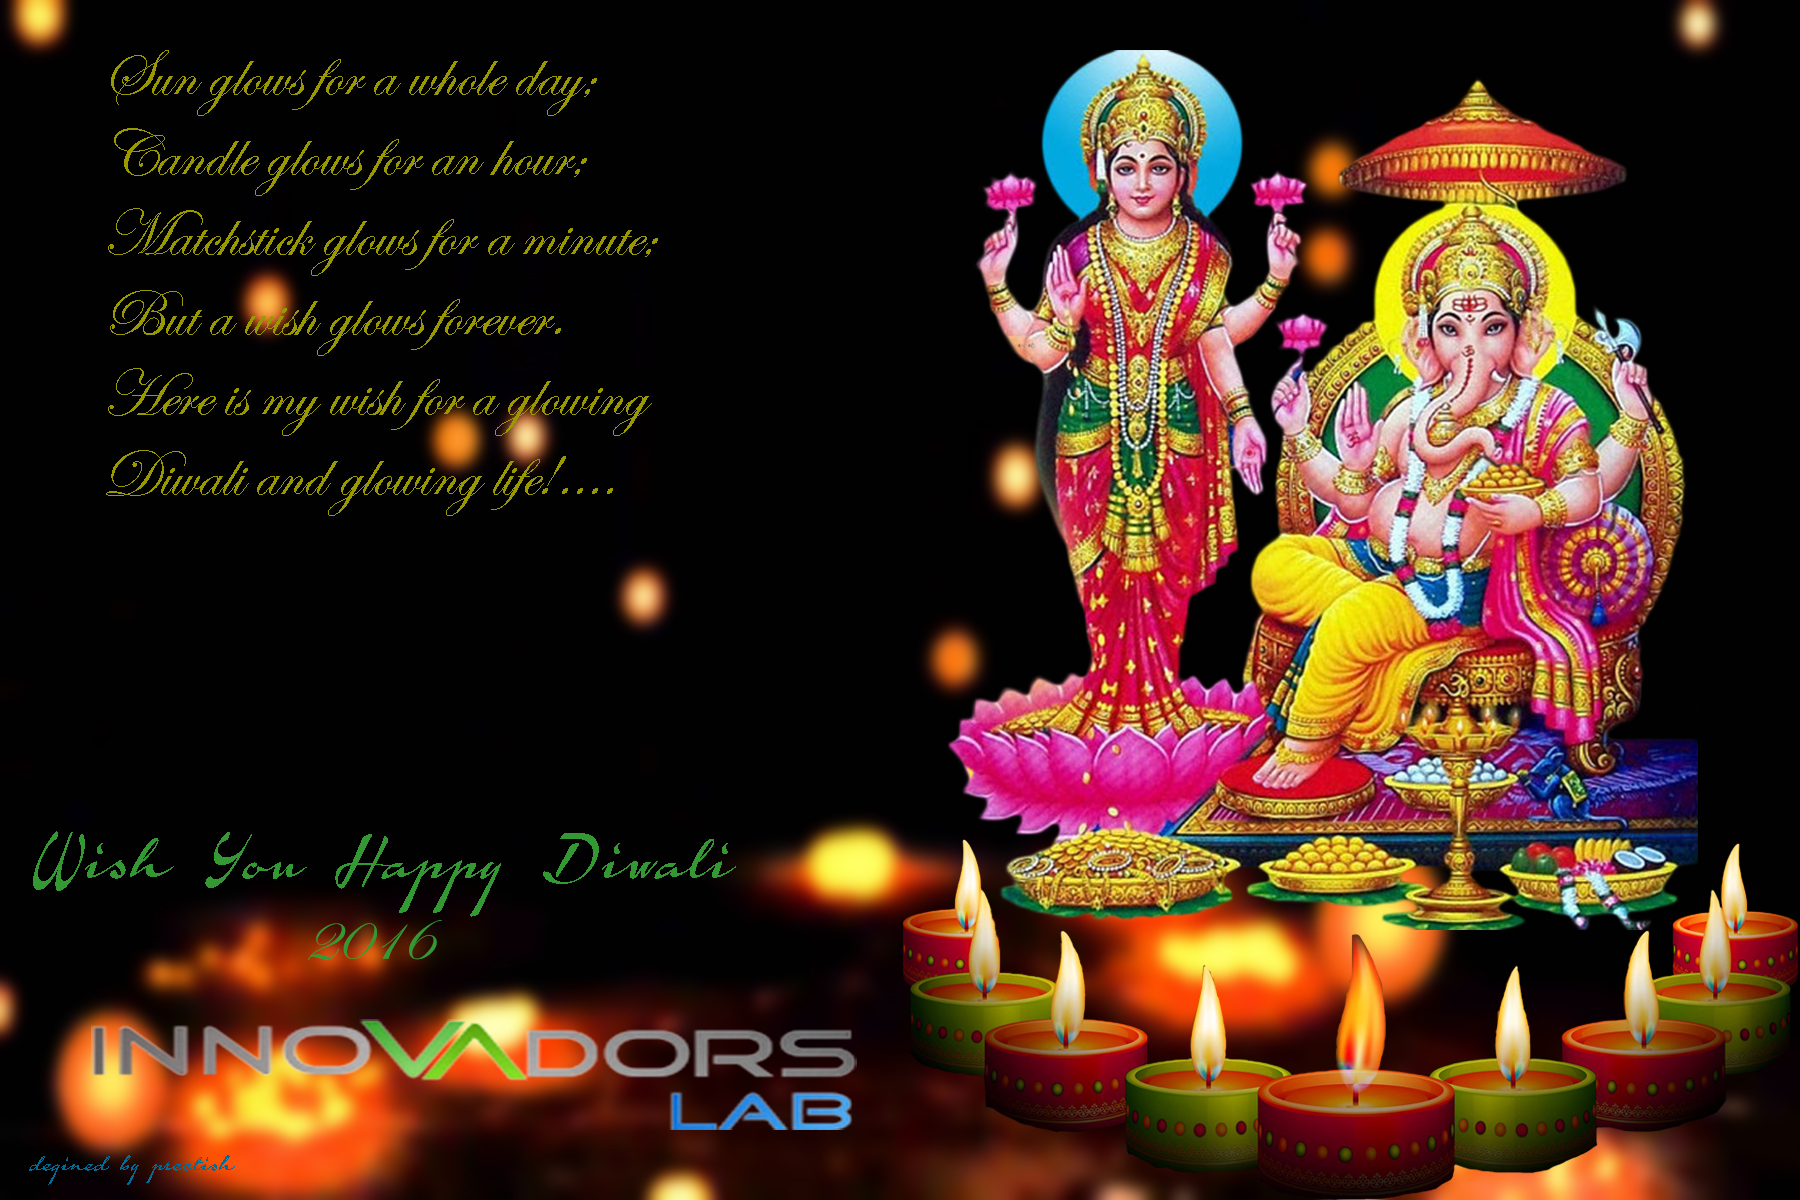 Sun glows for a whole day;
Candle glows for an hour;
Matchstick glows for a minute;
But a wish glows forever.
Here is my wish for a glowing
Diwali and glowing life!....
Wish You Happy Diwali
2016
INNOVADORS
LAB
degined by preetish